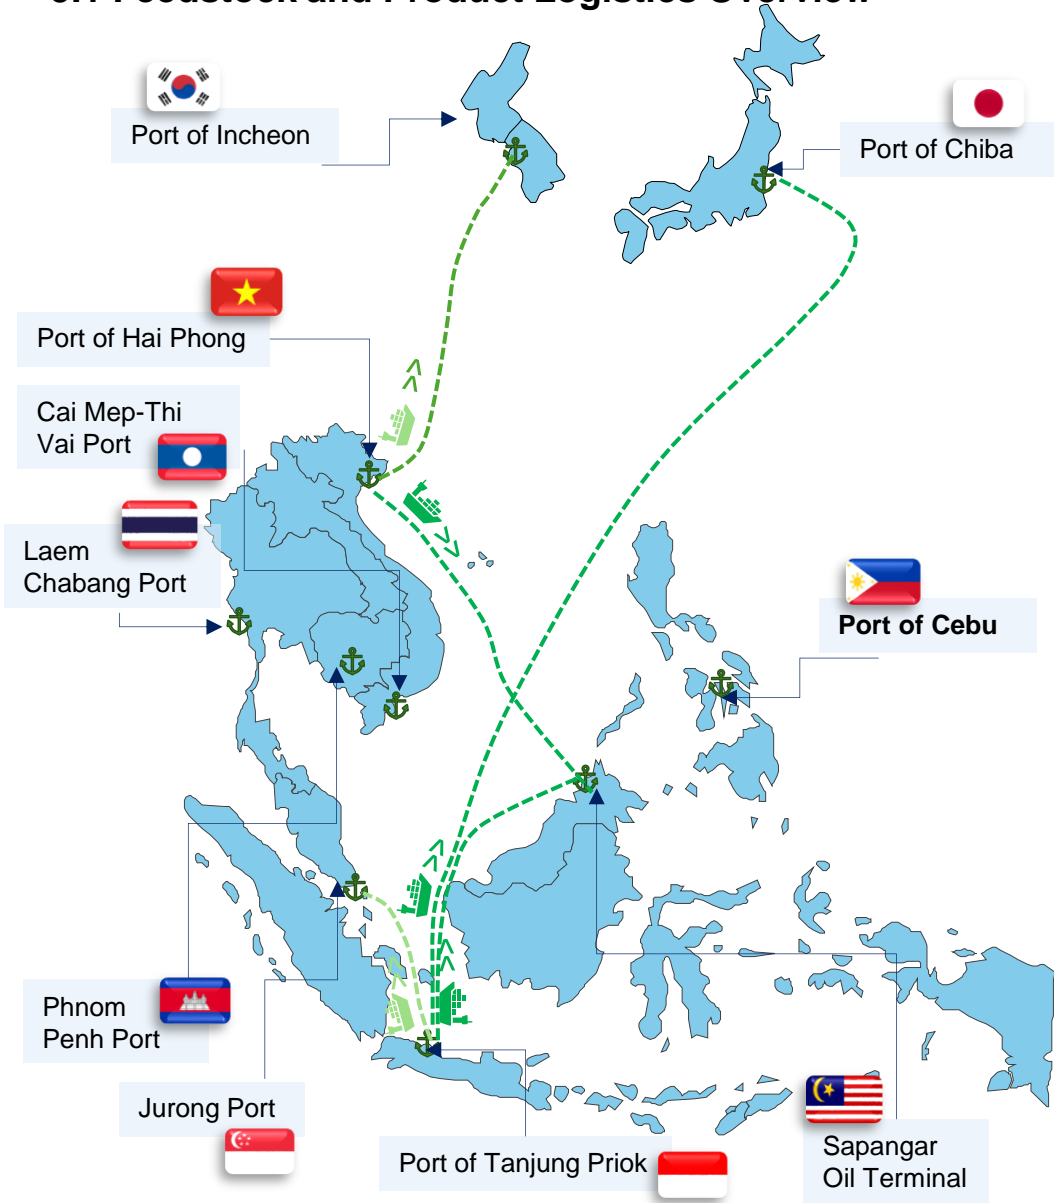 Port of Incheon
Port of Chiba
Port of Hai Phong
Cai Mep-Thi
Vai Port
Laem
Chabang Port
Port of Cebu
Phnom
Penh Port
Jurong Port
Port of Tanjung Priok
Sapangar
Oil Terminal